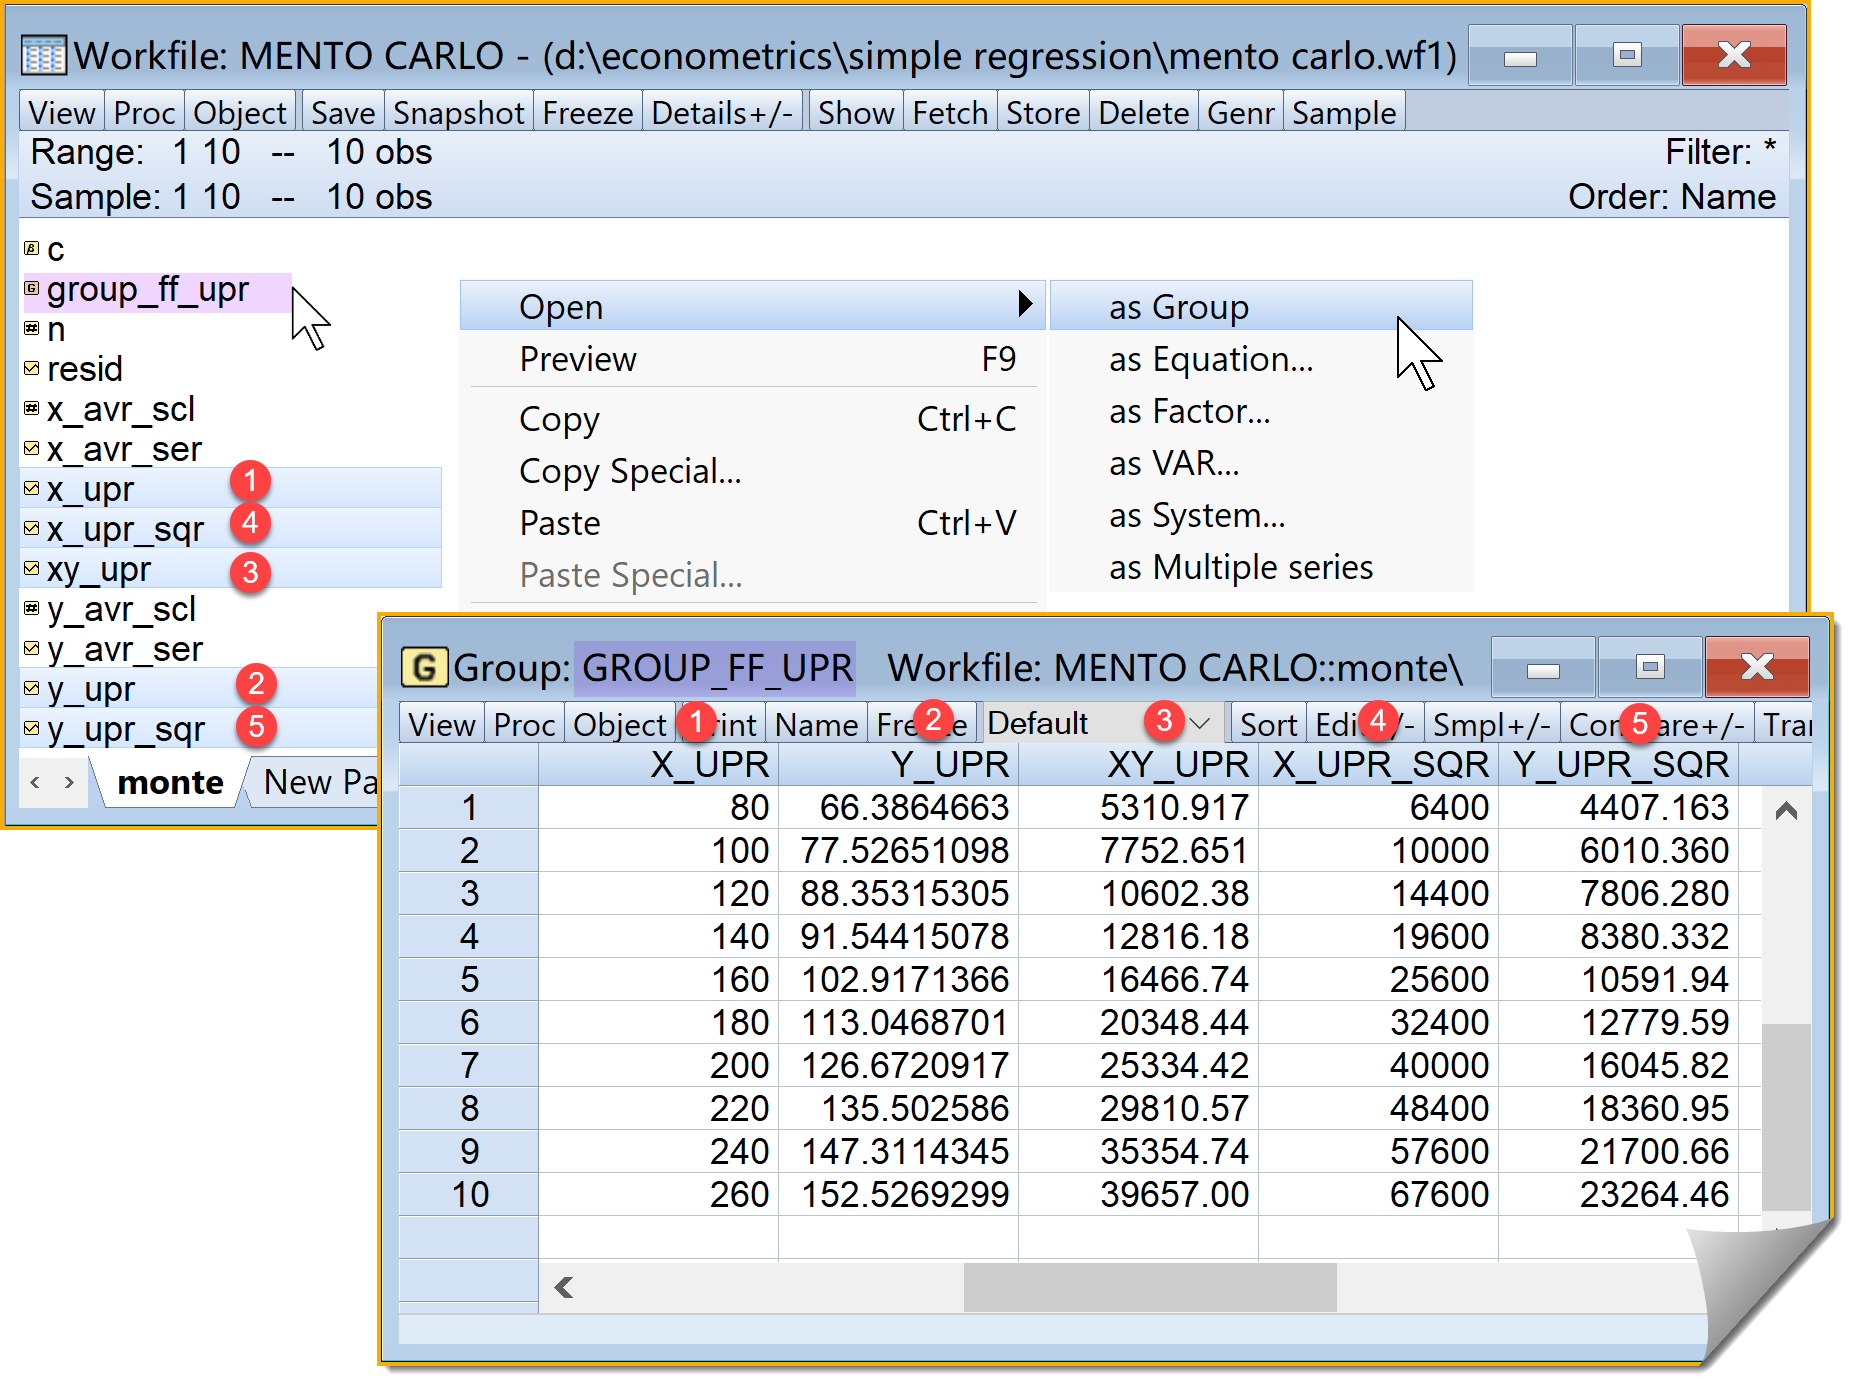 Workfile: MENTO CARLO - (d:\econometrics\simple regression\mento carlo.wf1)
View Proc Object Save Snapshot Freeze Details+/- Show Fetch Store Delete Genr Sample
Range: 1 10 -- 10 obs Filter: *
Sample: 1 10 -- 10 obs Order: Name
c
group_ff_upr
n
resid
x_avr_scl
x_avr_ser
x_upr 1
x_upr_sqr 4
xy_upr 3
y_avr_scl
y_avr_ser
y_upr 2
y_upr_sqr 5
monte New Pa
Open as Group
Preview F9 as Equation...
Copy Ctrl+C as Factor...
Copy Special... as VAR...
Paste Ctrl+V as System...
Paste Special... as Multiple series
G Group: GROUP_FF_UPR Workfile: MENTO CARLO::monte\
View Proc Object 1 Name 2 Default 3 Sort 4 Smpl+/- 5 Tran
X_UPR Y_UPR XY_UPR X_UPR_SQR Y_UPR_SQR
1 80 66.3864663 5310.917 6400 4407.163
2 100 77.52651098 7752.651 10000 6010.360
3 120 88.35315305 10602.38 14400 7806.280
4 140 91.54415078 12816.18 19600 8380.332
5 160 102.9171366 16466.74 25600 10591.94
6 180 113.0468701 20348.44 32400 12779.59
7 200 126.6720917 25334.42 40000 16045.82
8 220 135.502586 29810.57 48400 18360.95
9 240 147.3114345 35354.74 57600 21700.66
10 260 152.5269299 39657.00 67600 23264.46